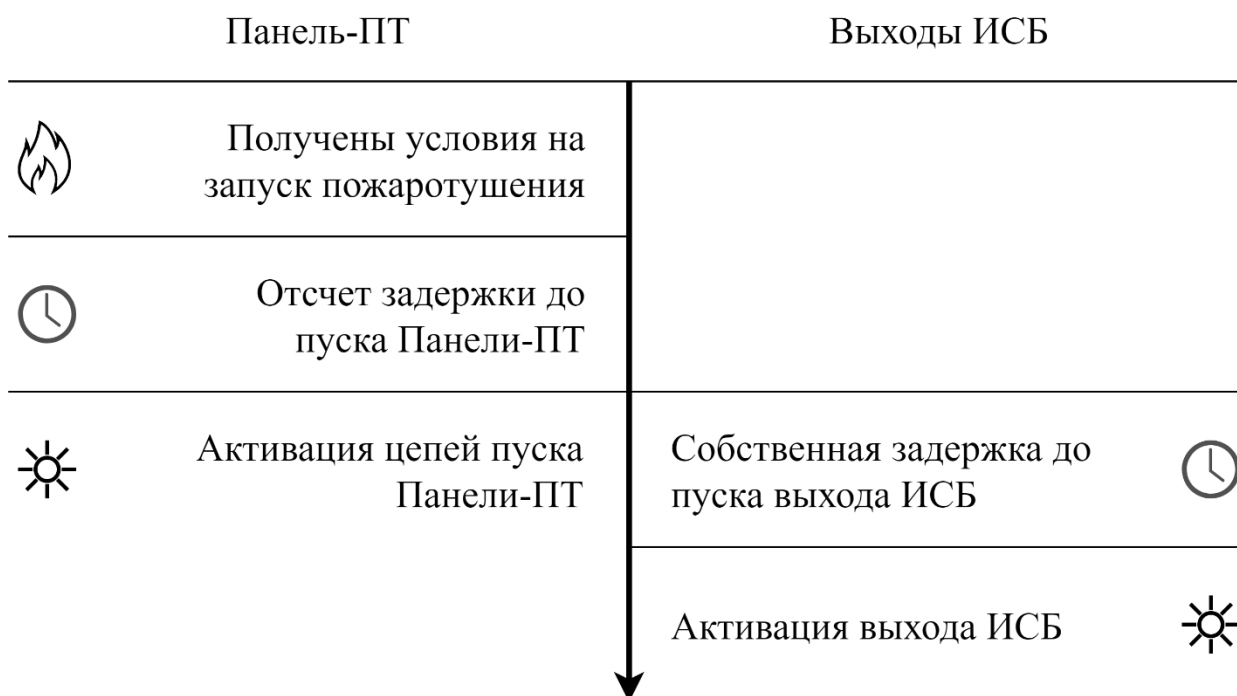 Панель-ПТ
Выходы ИСБ
Получены условия на
запуск пожаротушения
Отсчет задержки до
пуска Панели-ПТ
Активация цепей пуска
Панели-ПТ
Собственная задержка до
пуска выхода ИСБ
Активация выхода ИСБ